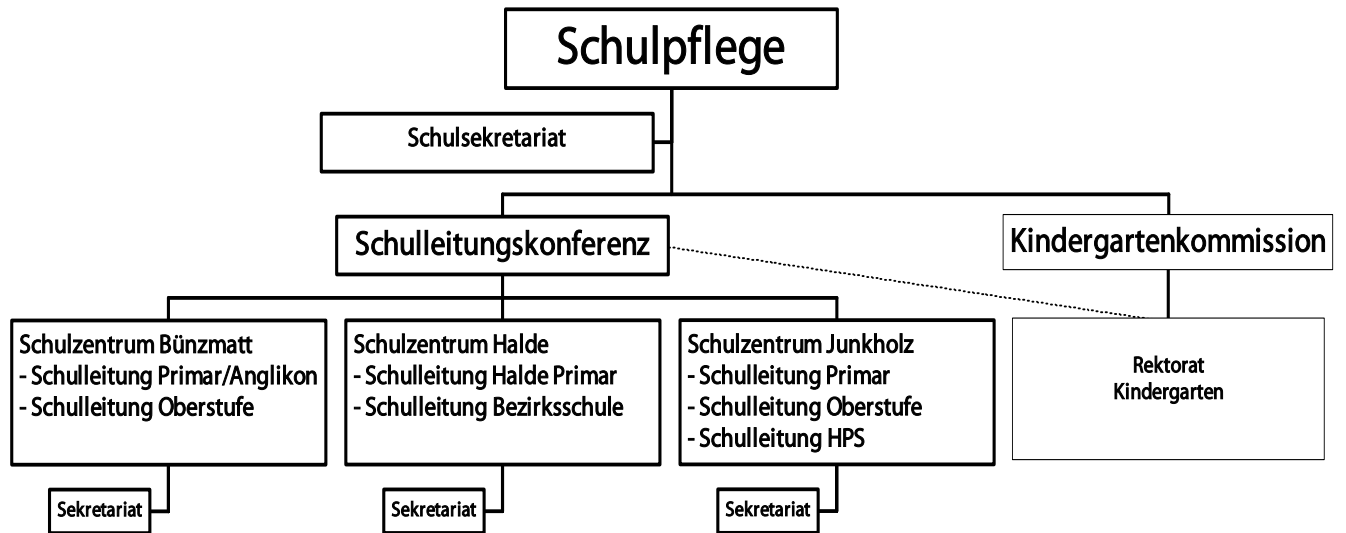 Schulpflege
Schulsekretariat
Schulleitungskonferenz
Kindergartenkommission
Schulzentrum Bünzmatt
- Schulleitung Primar/Anglikon
- Schulleitung Oberstufe
Schulzentrum Halde
- Schulleitung Halde Primar
- Schulleitung Bezirksschule
Schulzentrum Junkholz
- Schulleitung Primar
- Schulleitung Oberstufe
- Schulleitung HPS
Rektorat
Kindergarten
Sekretariat
Sekretariat
Sekretariat